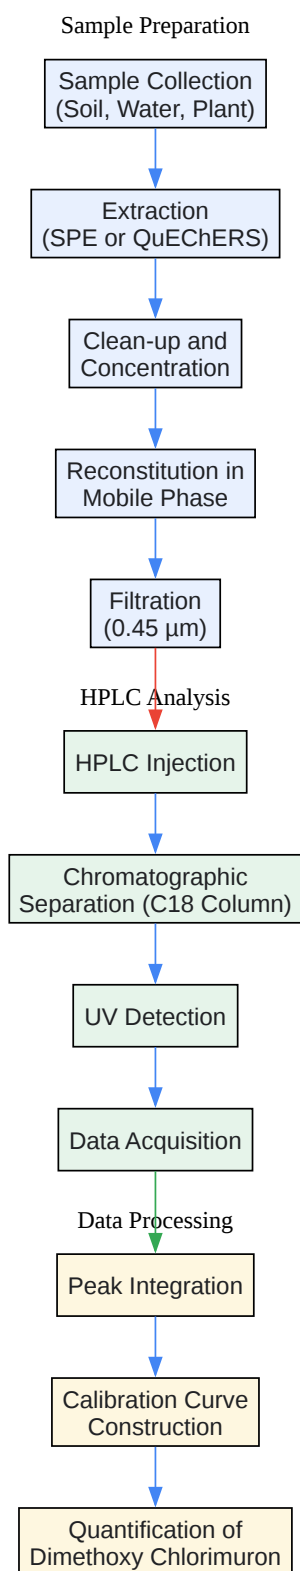 Sample Preparation
Sample Collection
(Soil, Water, Plant)
Extraction
(SPE or QuEChERS)
Clean-up and
Concentration
Reconstitution in
Mobile Phase
Filtration
(0.45 µm)
HPLC Analysis
HPLC Injection
Chromatographic
Separation (C18 Column)
UV Detection
Data Acquisition
Data Processing
Peak Integration
Calibration Curve
Construction
Quantification of
Dimethoxy Chlorimuron